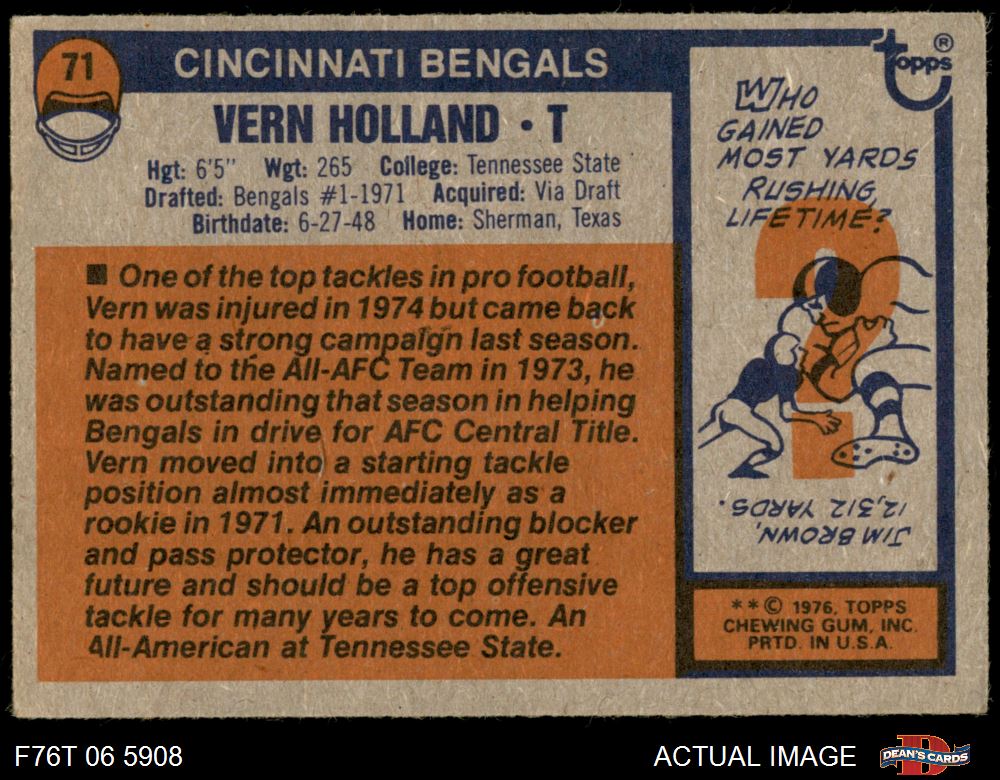 71
CINCINNATI BENGALS
VERN HOLLAND • T
Hgt: 6'5" Wgt: 265 College: Tennessee State
Drafted: Bengals #1-1971 Acquired: Via Draft
Birthdate: 6-27-48 Home: Sherman, Texas
■ One of the top tackles in pro football,
Vern was injured in 1974 but came back
to have a strong campaign last season.
Named to the All-AFC Team in 1973, he
was outstanding that season in helping
Bengals in drive for AFC Central Title.
Vern moved into a starting tackle
position almost immediately as a
rookie in 1971. An outstanding blocker
and pass protector, he has a great
future and should be a top offensive
tackle for many years to come. An
All-American at Tennessee State.
topps ®
WHO
GAINED
MOST YARDS
RUSHING,
LIFETIME?
JIM BROWN,
12,312 YARDS.
**© 1976, TOPPS
CHEWING GUM, INC.
PRTD. IN U.S.A.
F76T 06 5908
ACTUAL IMAGE
DEAN'S CARDS